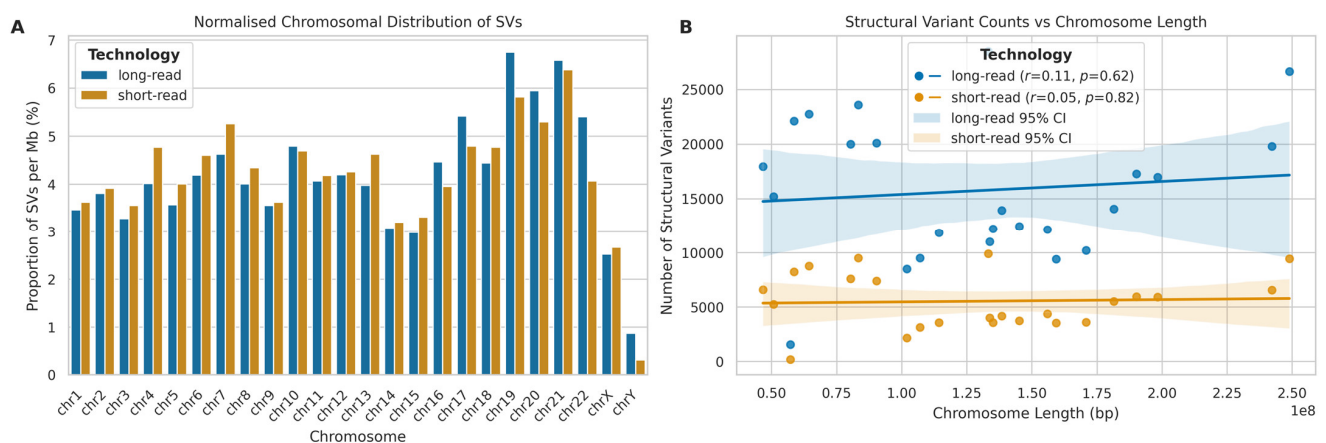 A
Normalised Chromosomal Distribution of SVs
Proportion of SVs per Mb (%)
7
6
5
4
3
2
1
0
Technology
long-read
short-read
chr1
chr2
chr3
chr4
chr5
chr6
chr7
chr8
chr9
chr10
chr11
chr12
chr13
chr14
chr15
chr16
chr17
chr18
chr19
chr20
chr21
chr22
chrX
chrY
Chromosome
B
Structural Variant Counts vs Chromosome Length
Number of Structural Variants
25000
20000
15000
10000
5000
0
Technology
long-read (r=0.11, p=0.62)
short-read (r=0.05, p=0.82)
long-read 95% CI
short-read 95% CI
0.50 0.75 1.00 1.25 1.50 1.75 2.00 2.25 2.50
1e8
Chromosome Length (bp)